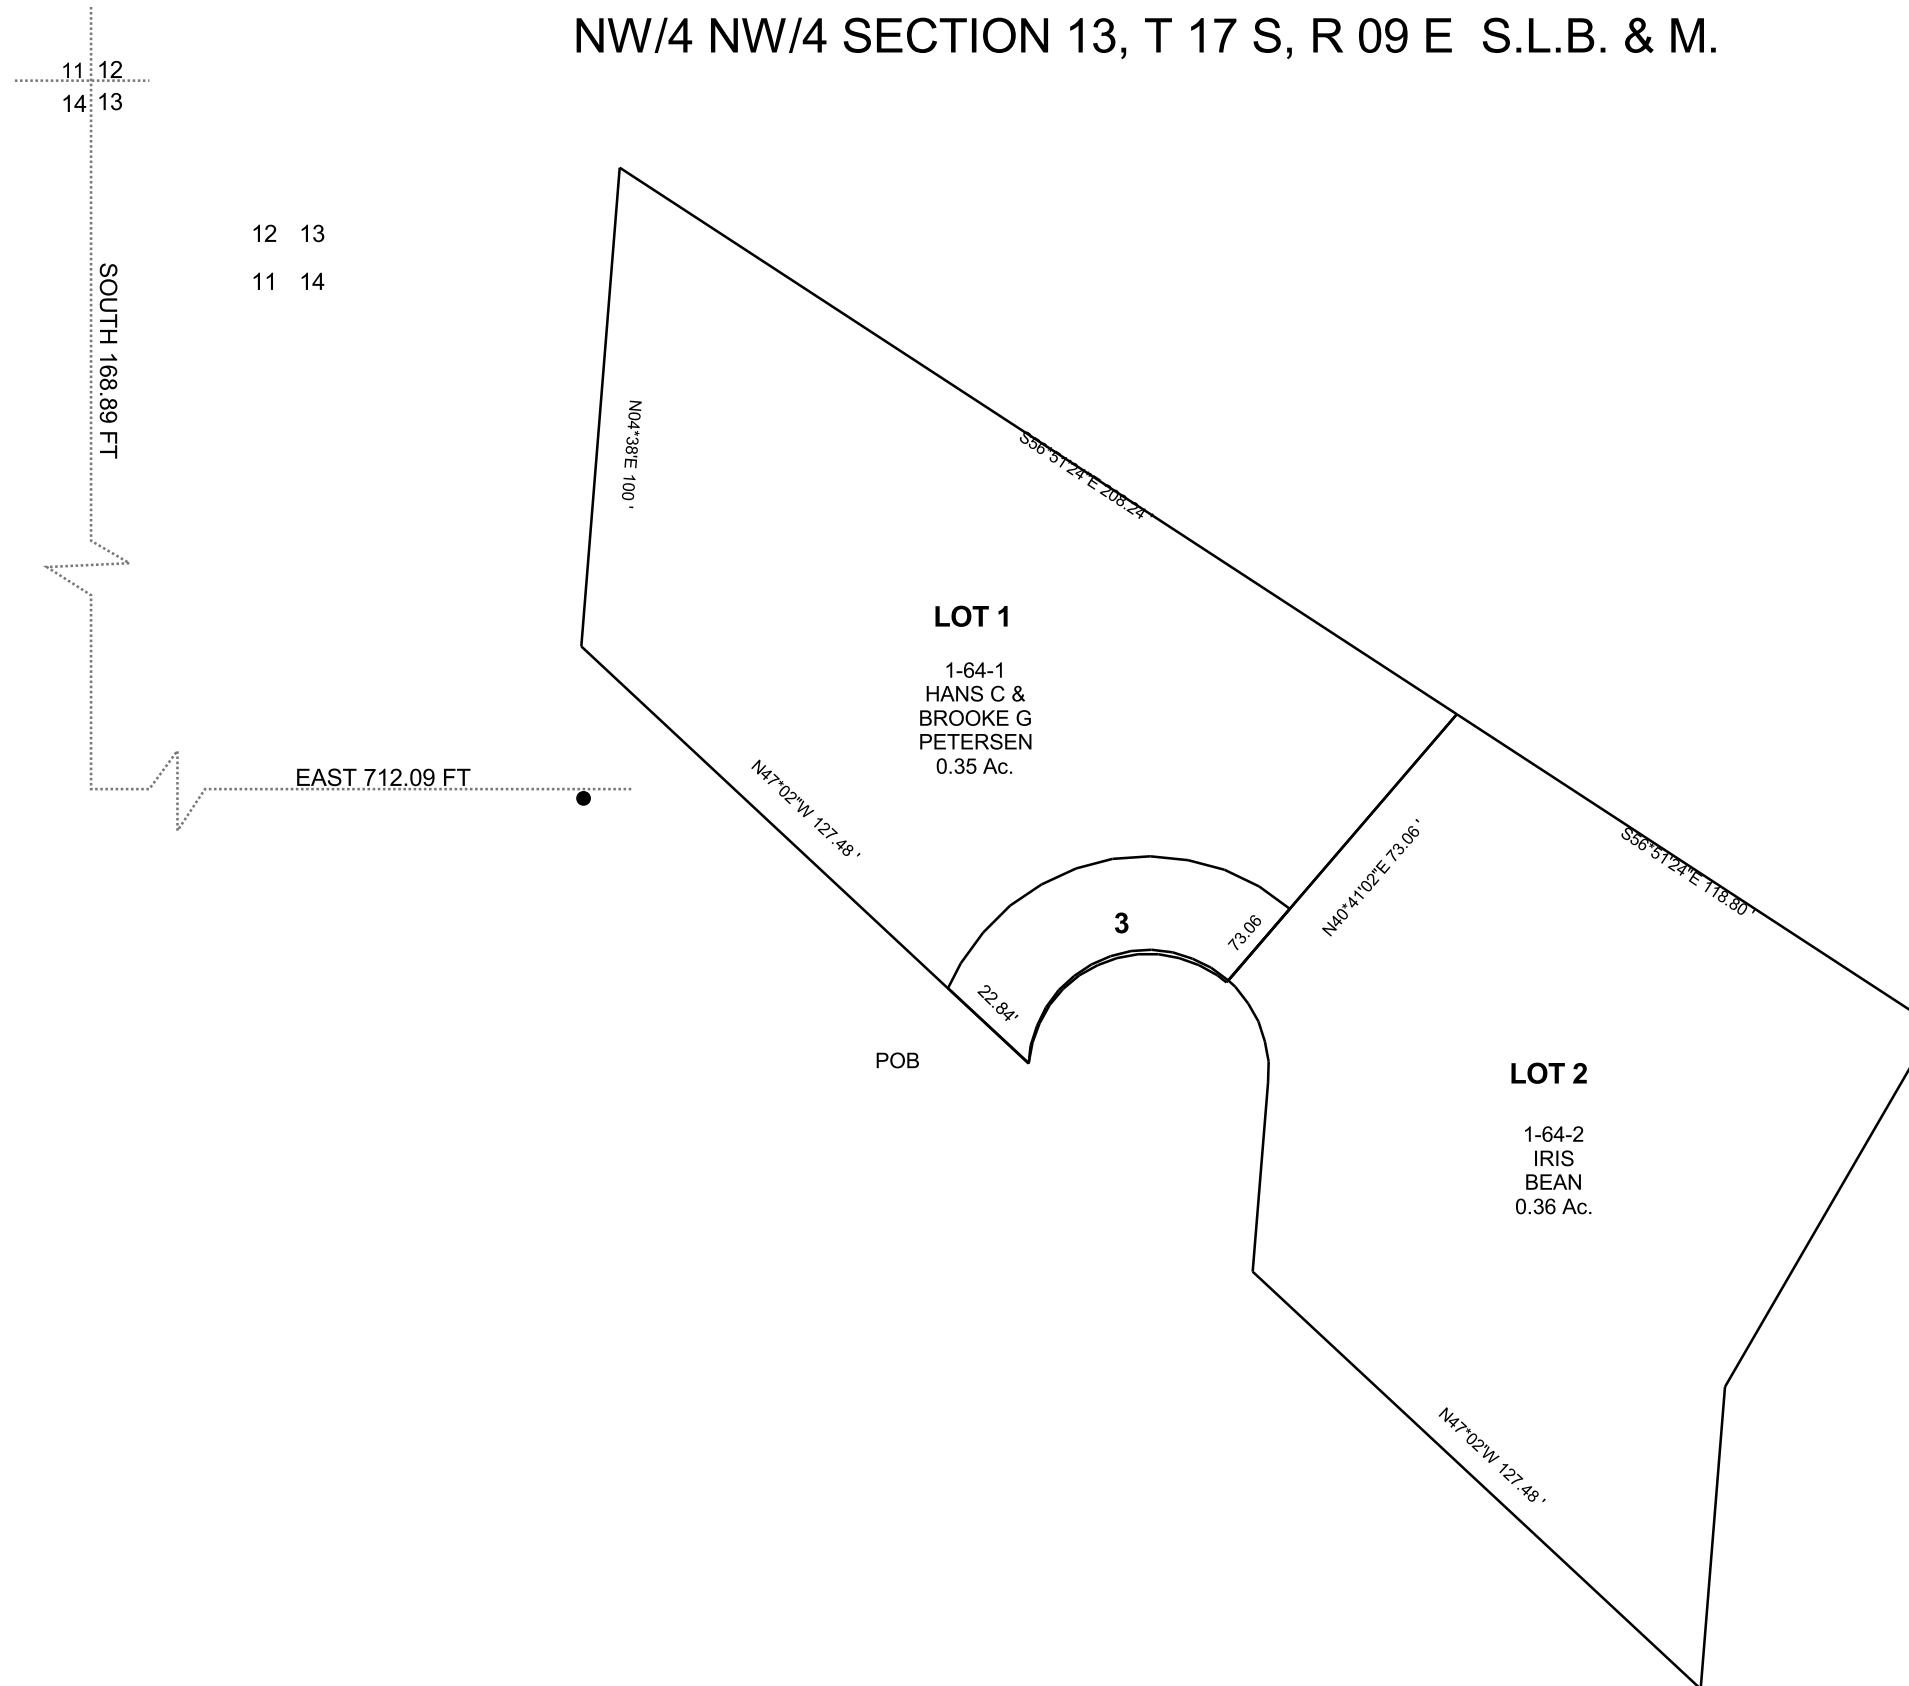 NW/4 NW/4 SECTION 13, T 17 S, R 09 E S.L.B. & M.
11 12
14 13
12 13
11 14
SOUTH 168.89 FT
N04*38'E 100 '
S56*51'24"E 208.24 '
LOT 1
1-64-1
HANS C &
BROOKE G
PETERSEN
0.35 Ac.
EAST 712.09 FT
N47*02"W 127.48 '
N40*41'02"E 73.06 '
S56*51'24"E 118.80 '
3
73.06
22.84'
POB
LOT 2
1-64-2
IRIS
BEAN
0.36 Ac.
N47*02'W 127.48 '